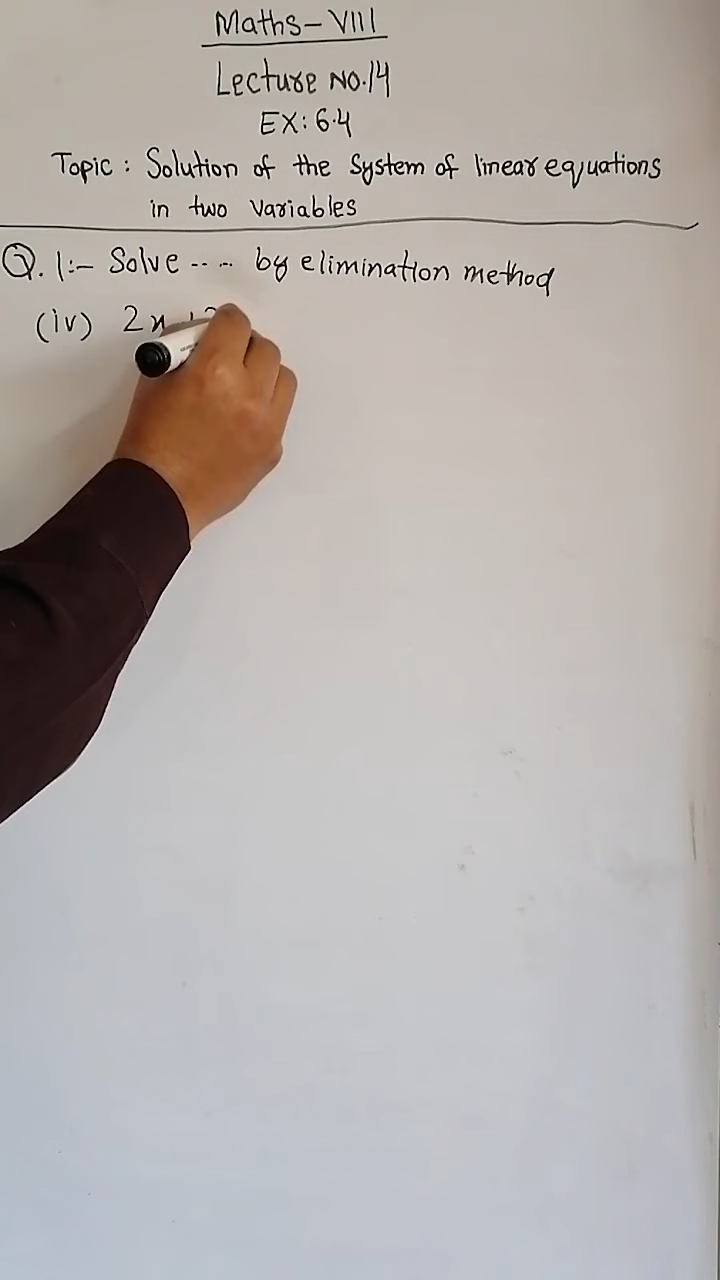 Maths-VIII
Lecture No.14
EX: 6.4
Topic : Solution of the System of linear equations
in two Variables
Q. 1:- Solve -- -- by elimination method
(iv) 2x +